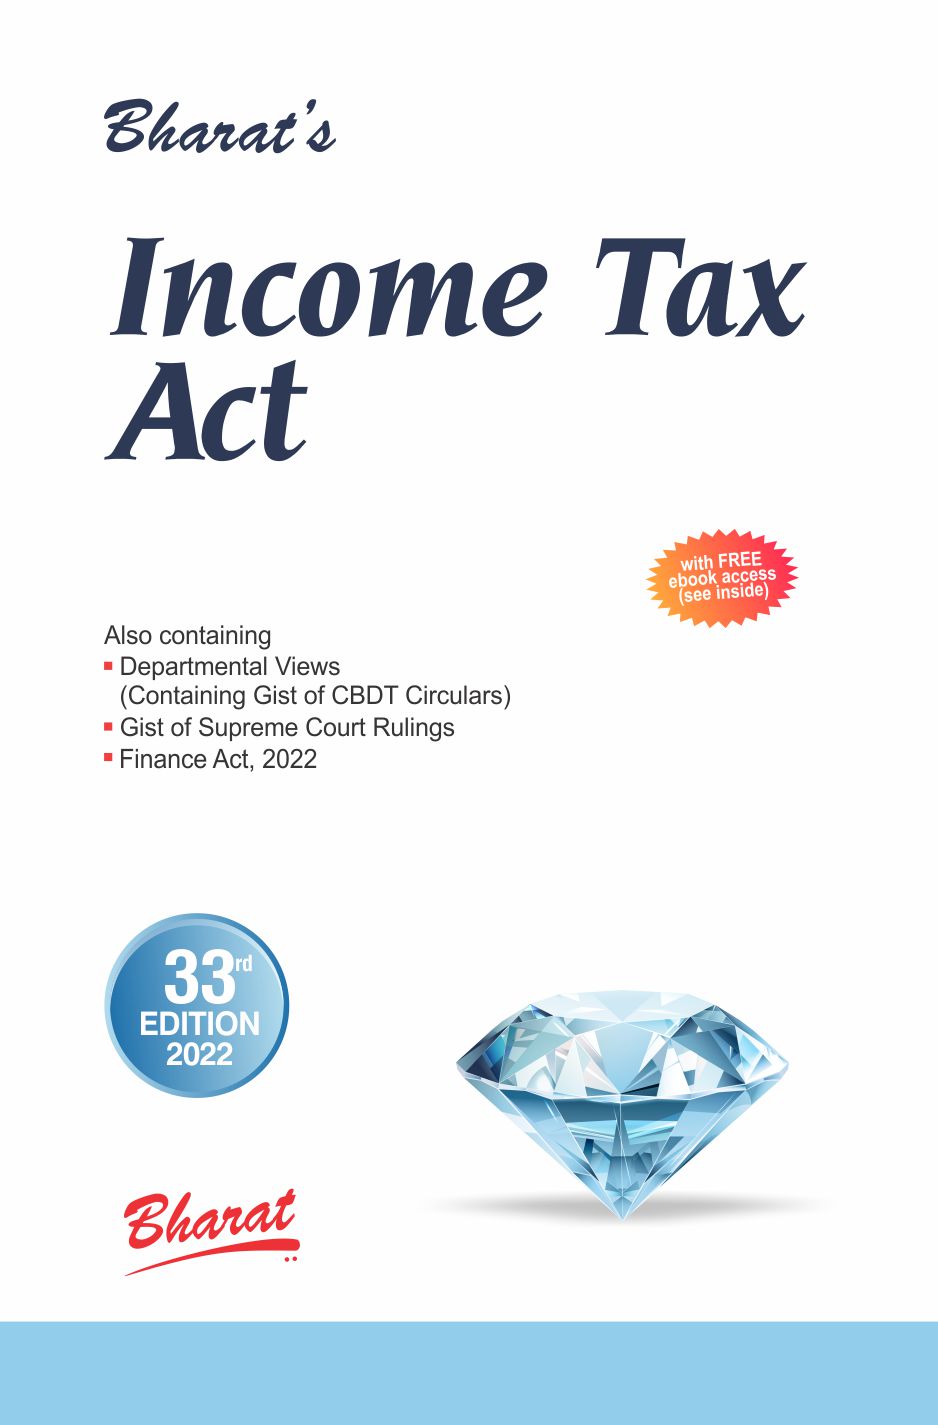 Bharat's
Income Tax
Act
with FREE
ebook access
(see inside)
Also containing
Departmental Views
(Containing Gist of CBDT Circulars)
Gist of Supreme Court Rulings
Finance Act, 2022
33rd
EDITION
2022
Bharat